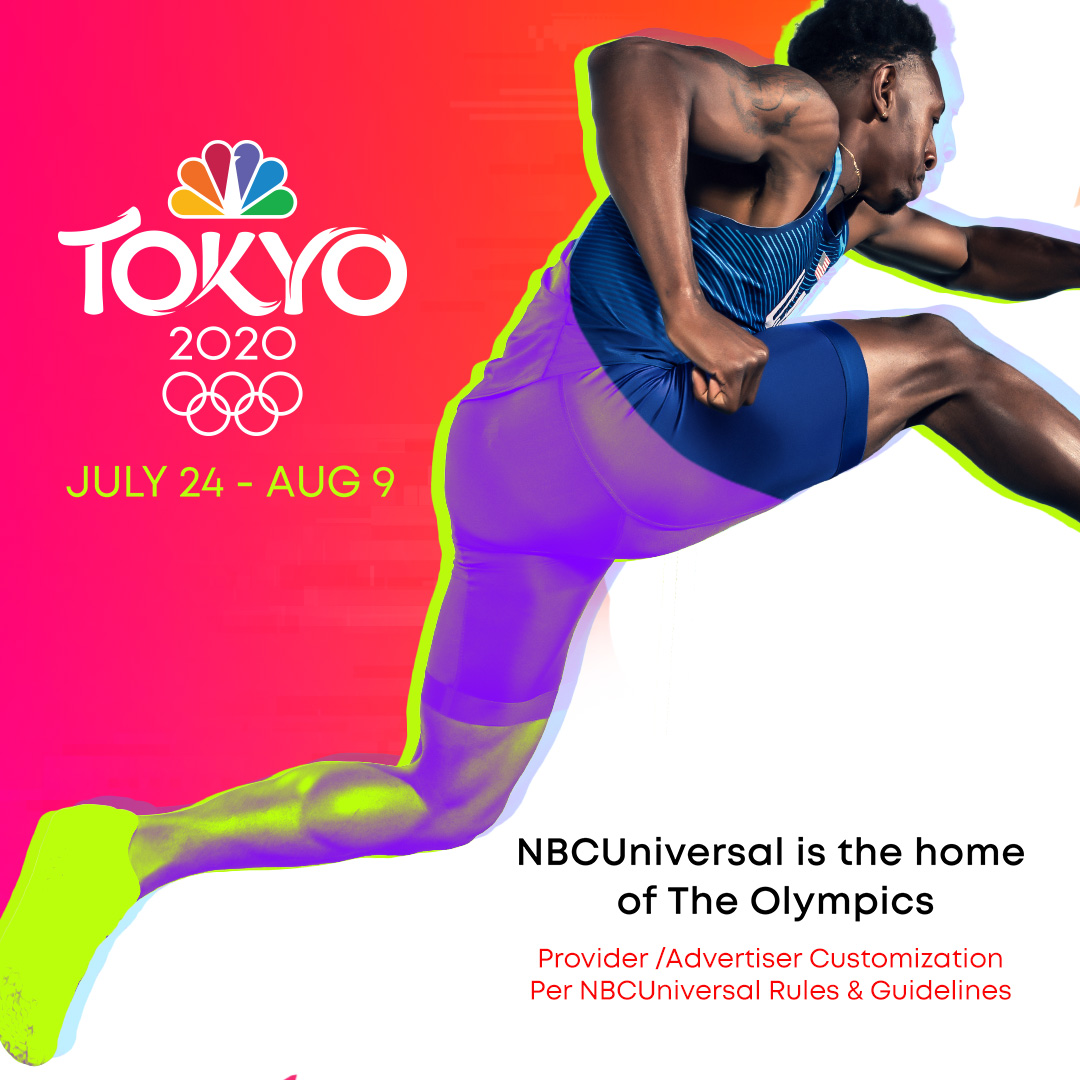 TOKYO
2020
JULY 24 - AUG 9
NBCUniversal is the home
of The Olympics
Provider /Advertiser Customization
Per NBCUniversal Rules & Guidelines